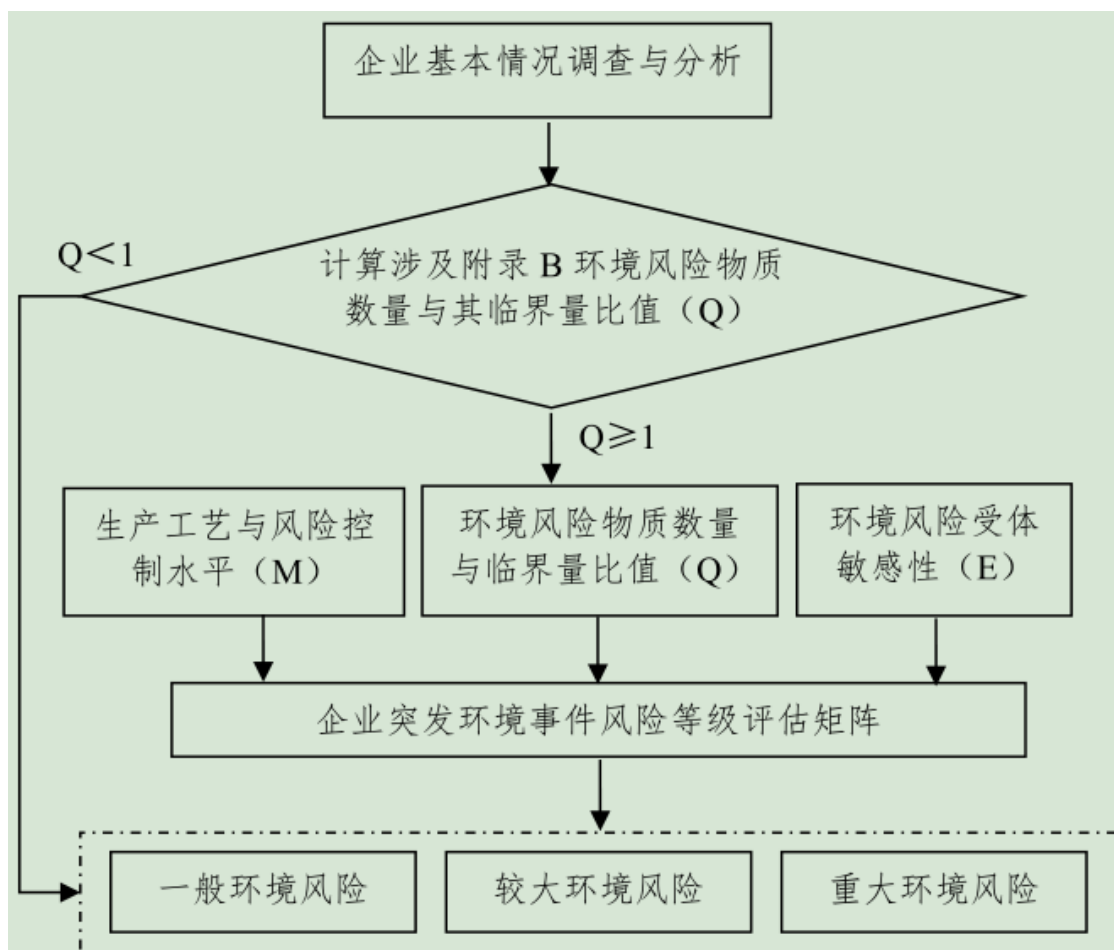 企业基本情况调查与分析
Q＜1
计算涉及附录 B 环境风险物质
数量与其临界量比值（Q）
Q≥1
生产工艺与风险控
制水平（M）
环境风险物质数量
与临界量比值（Q）
环境风险受体
敏感性（E）
企业突发环境事件风险等级评估矩阵
一般环境风险
较大环境风险
重大环境风险